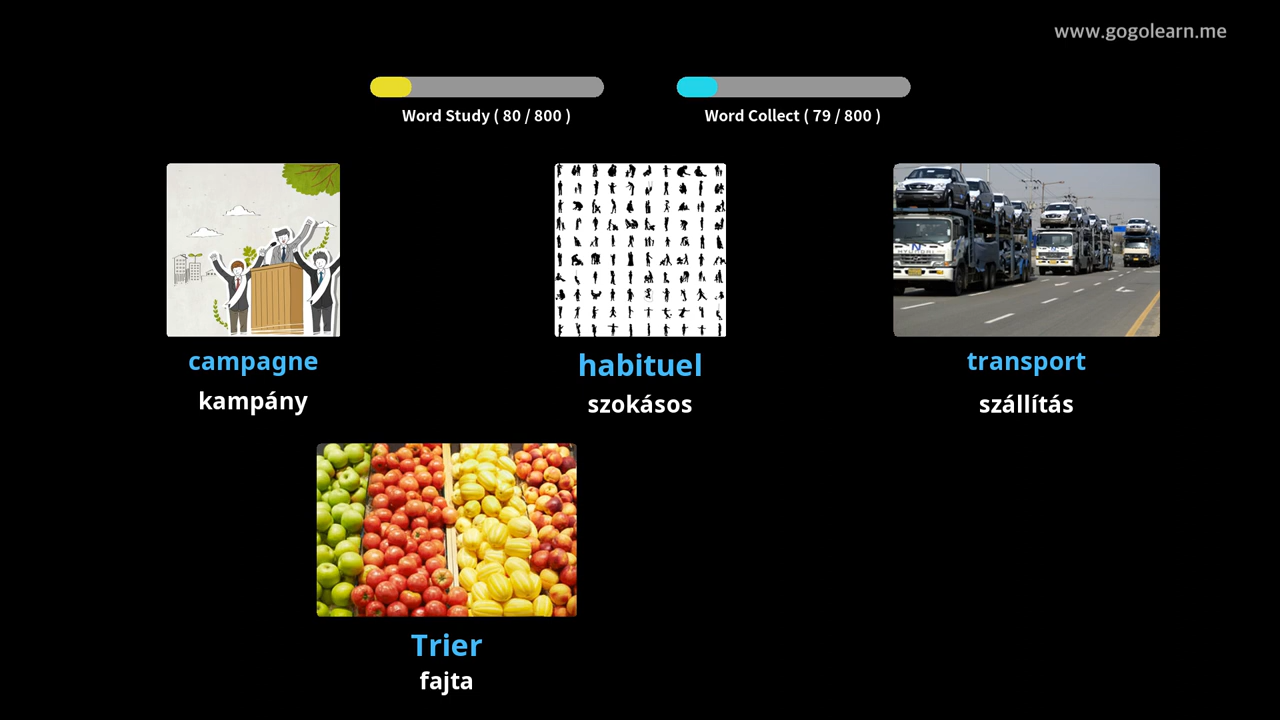 www.gogolearn.me
Word Study ( 80 / 800 )
Word Collect ( 79 / 800 )
campagne
kampány
habituel
szokásos
transport
szállítás
Trier
fajta